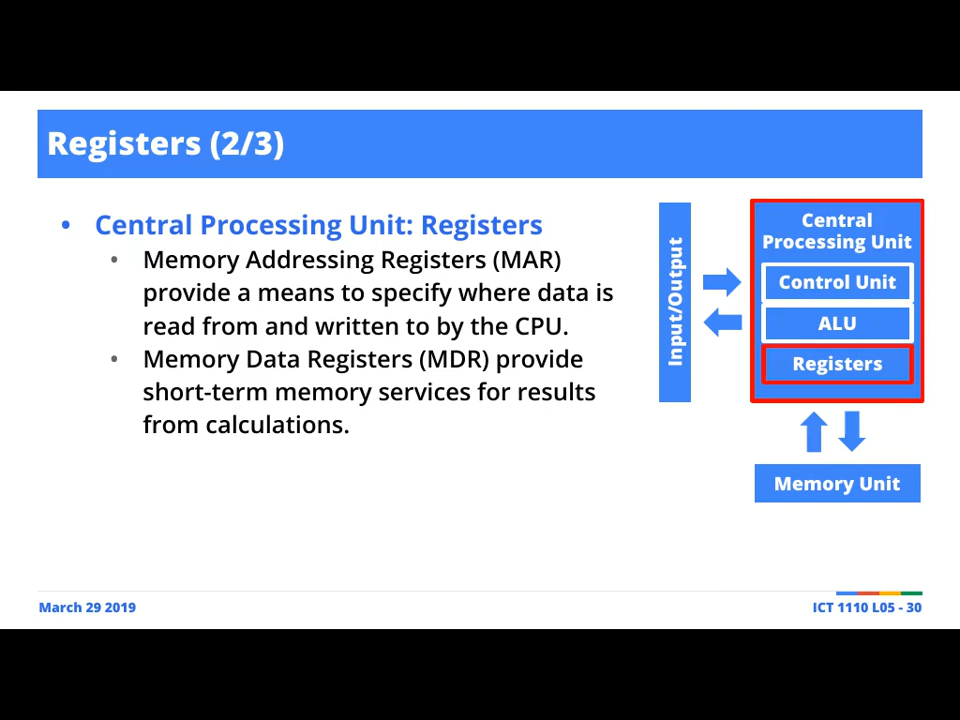 Registers (2/3)
• Central Processing Unit: Registers
• Memory Addressing Registers (MAR)
provide a means to specify where data is
read from and written to by the CPU.
• Memory Data Registers (MDR) provide
short-term memory services for results
from calculations.
Input/Output
Central
Processing Unit
Control Unit
ALU
Registers
Memory Unit
March 29 2019
ICT 1110 L05 - 30